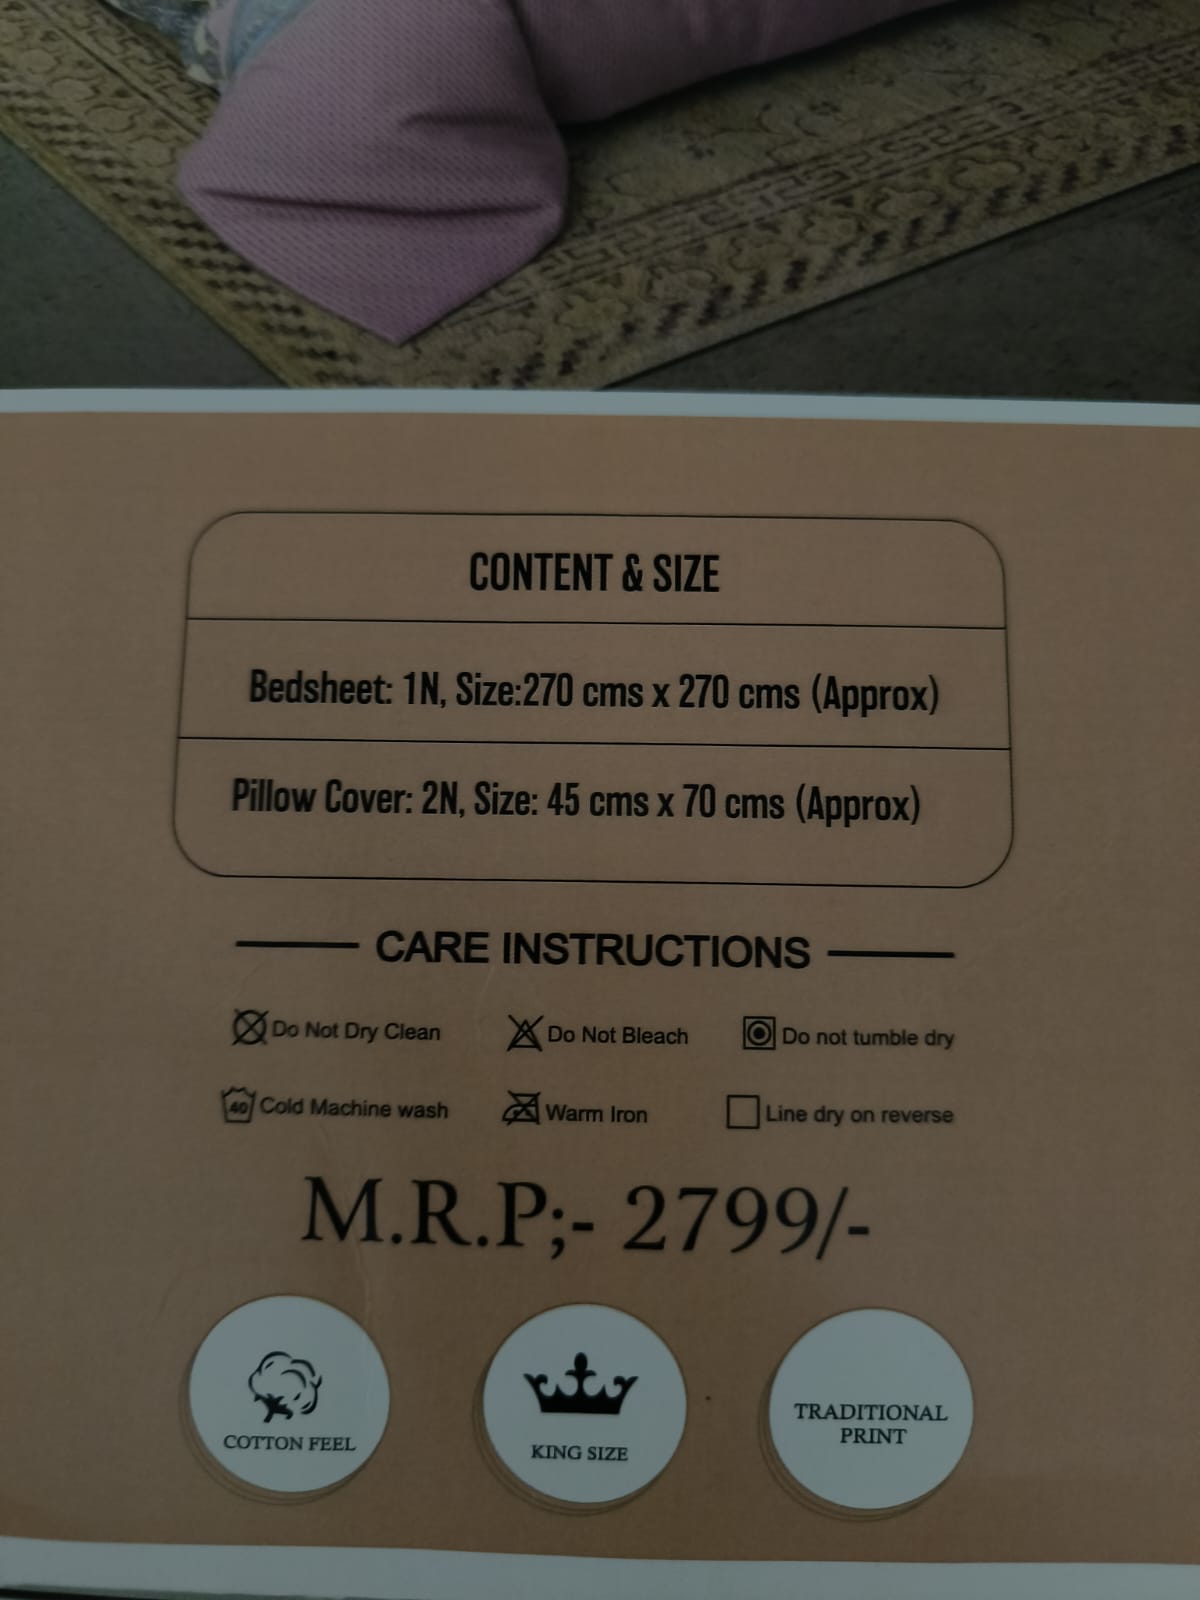 CONTENT & SIZE
Bedsheet: 1N, Size:270 cms x 270 cms (Approx)
Pillow Cover: 2N, Size: 45 cms x 70 cms (Approx)
CARE INSTRUCTIONS
Do Not Dry Clean Do Not Bleach Do not tumble dry
40 Cold Machine wash Warm Iron Line dry on reverse
M.R.P;- 2799/-
COTTON FEEL
KING SIZE
TRADITIONAL
PRINT